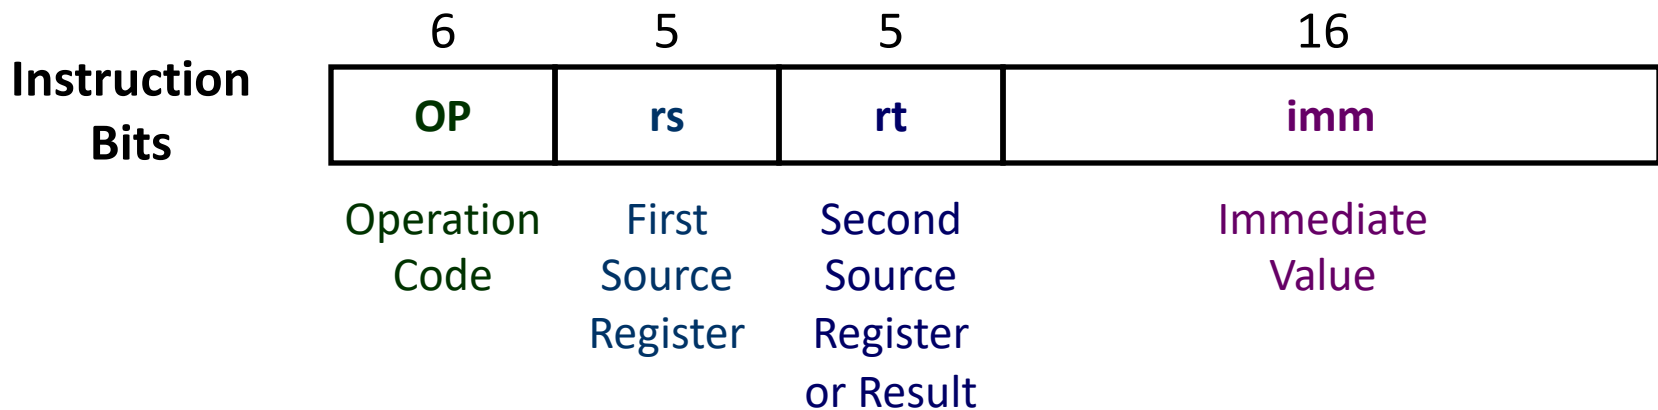 6 5 5 16
Instruction
Bits
OP rs rt imm
Operation
Code
First
Source
Register
Second
Source
Register
or Result
Immediate
Value